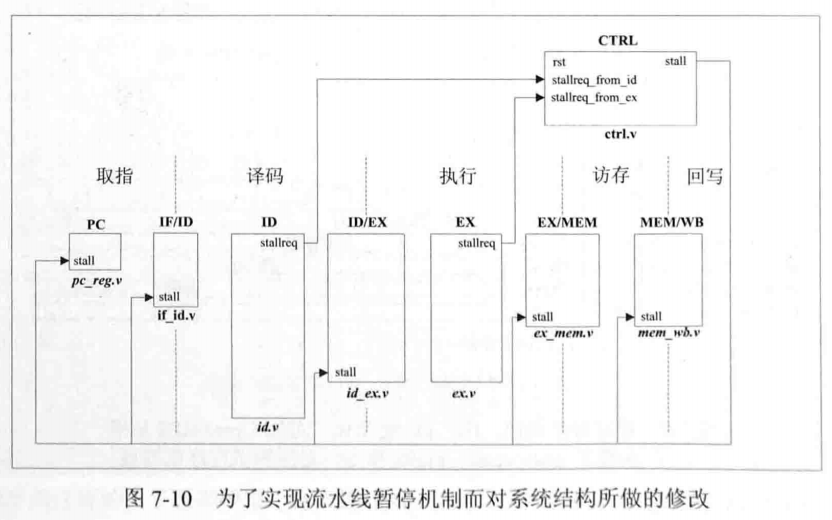 CTRL
rst stall
stallreq_from_id
stallreq_from_ex
ctrl.v
取指 译码 执行 访存 回写
PC IF/ID ID ID/EX EX EX/MEM MEM/WB
stallreq stallreq
stall
pc_reg.v
stall
if_id.v
stall stall
ex_mem.v mem_wb.v
stall
id_ex.v ex.v
id.v
图 7-10 为了实现流水线暂停机制而对系统结构所做的修改